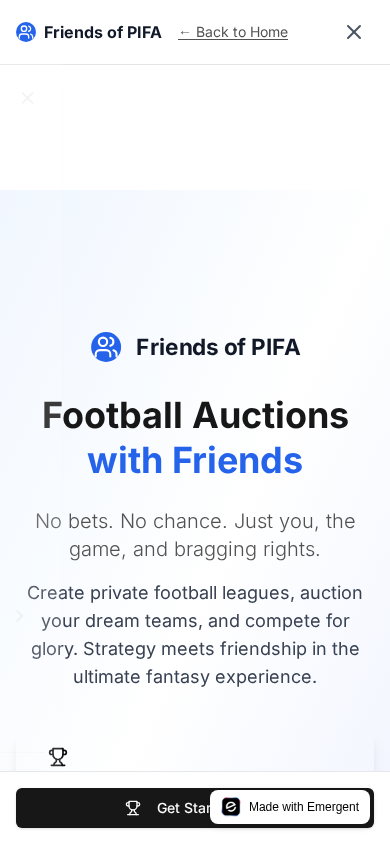 Friends of PIFA ← Back to Home
Friends of PIFA
Football Auctions
with Friends
No bets. No chance. Just you, the
game, and bragging rights.
Create private football leagues, auction
your dream teams, and compete for
glory. Strategy meets friendship in the
ultimate fantasy experience.
Get Star
Made with Emergent